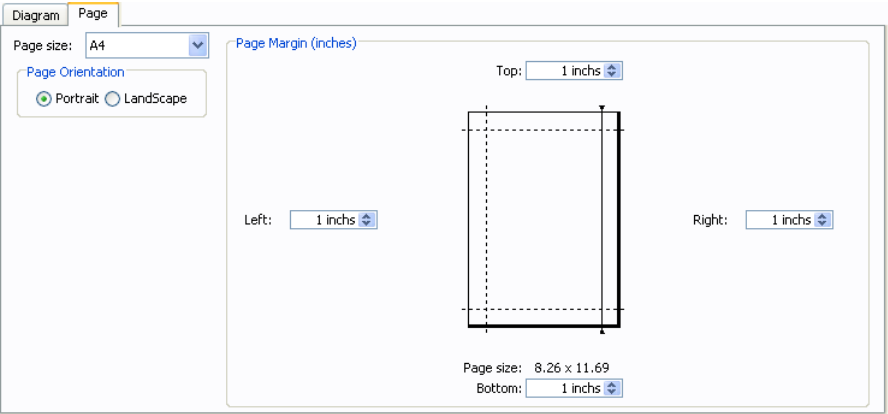 Diagram Page
Page size: A4
Page Orientation
Portrait LandScape
Page Margin (inches)
Top: 1 inchs
Left: 1 inchs
Right: 1 inchs
Page size: 8.26 x 11.69
Bottom: 1 inchs